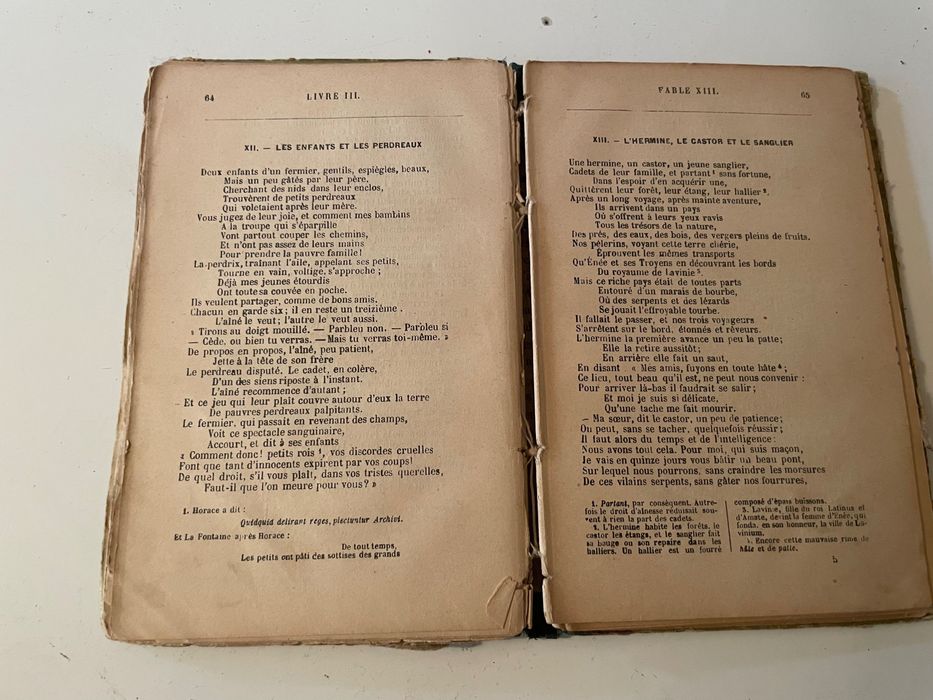 64
LIVRE III.
XII. — LES ENFANTS ET LES PERDREAUX
Deux enfants d'un fermier, gentils, espiègles, beaux,
Mais un peu gâtés par leur père,
Cherchant des nids dans leur enclos,
Trouvèrent de petits perdreaux
Qui voletaient après leur mère.
Vous jugez de leur joie, et comment mes bambins
A la troupe qui s'éparpille
Vont partout couper les chemins,
Et n'ont pas assez de leurs mains
Pour prendre la pauvre famille!
La perdrix, traînant l'aile, appelant ses petits,
Tourne en vain, voltige, s'approche;
Déjà mes jeunes étourdis
Ont toute sa couvée en poche.
Ils veulent partager, comme de bons amis.
Chacun en garde six; il en reste un treizième.
L'aîné le veut; l'autre le veut aussi.
« Tirons au doigt mouillé. — Parbleu non. — Parbleu si
— Cède, ou bien tu verras. — Mais tu verras toi-même. »
De propos en propos, l'aîné, peu patient,
Jette à la tête de son frère
Le perdreau disputé. Le cadet, en colère,
D'un des siens riposte à l'instant.
L'aîné recommence d'autant;
Et ce jeu qui leur plaît couvre autour d'eux la terre
De pauvres perdreaux palpitants.
Le fermier, qui passait en revenant des champs,
Voit ce spectacle sanguinaire,
Accourt, et dit à ses enfants
« Comment donc! petits rois ¹, vos discordes cruelles
Font que tant d'innocents expirent par vos coups!
De quel droit, s'il vous plaît, dans vos tristes querelles,
Faut-il que l'on meure pour vous? »
1. Horace a dit :
Quidquid delirant reges, plectuntur Archivi.
Et La Fontaine après Horace :
De tout temps,
Les petits ont pâti des sottises des grands
FABLE XIII.
65
XIII. — L'HERMINE, LE CASTOR ET LE SANGLIER
Une hermine, un castor, un jeune sanglier,
Cadets de leur famille, et partant ¹ sans fortune,
Dans l'espoir d'en acquérir une,
Quittèrent leur forêt, leur étang, leur hallier ².
Après un long voyage, après mainte aventure,
Ils arrivent dans un pays
Où s'offrent à leurs yeux ravis
Tous les trésors de la nature,
Des prés, des eaux, des bois, des vergers pleins de fruits.
Nos pèlerins, voyant cette terre chérie,
Éprouvent les mêmes transports
Qu'Énée et ses Troyens en découvrant les bords
Du royaume de Lavinie ³.
Mais ce riche pays était de toutes parts
Entouré d'un marais de bourbe,
Où des serpents et des lézards
Se jouait l'effroyable tourbe.
Il fallait le passer, et nos trois voyageurs
S'arrêtent sur le bord, étonnés et rêveurs.
L'hermine la première avance un peu la patte;
Elle la retire aussitôt;
En arrière elle fait un saut,
En disant « Mes amis, fuyons en toute hâte ⁴;
Ce lieu, tout beau qu'il est, ne peut nous convenir :
Pour arriver là-bas il faudrait se salir;
Et moi je suis si délicate,
Qu'une tache me fait mourir.
— Ma sœur, dit le castor, un peu de patience;
On peut, sans se tacher, quelquefois réussir;
Il faut alors du temps et de l'intelligence:
Nous avons tout cela. Pour moi, qui suis maçon,
Je vais en quinze jours vous bâtir un beau pont,
Sur lequel nous pourrons, sans craindre les morsures
De ces vilains serpents, sans gâter nos fourrures,
1. Partant, par conséquent. Autre-
fois le droit d'aînesse réduisait sou-
vent à rien la part des cadets.
2. L'hermine habite les forêts, le
castor les étangs, et le sanglier fait
sa bauge ou son repaire dans les
halliers. Un hallier est un fourré
composé d'épais buissons.
3. Lavinie, fille du roi Latinus et
d'Amate, devint la femme d'Énée, qui
fonda, en son honneur, la ville de La-
vinium.
4. Encore cette mauvaise rime de
hâte et de patte.
5